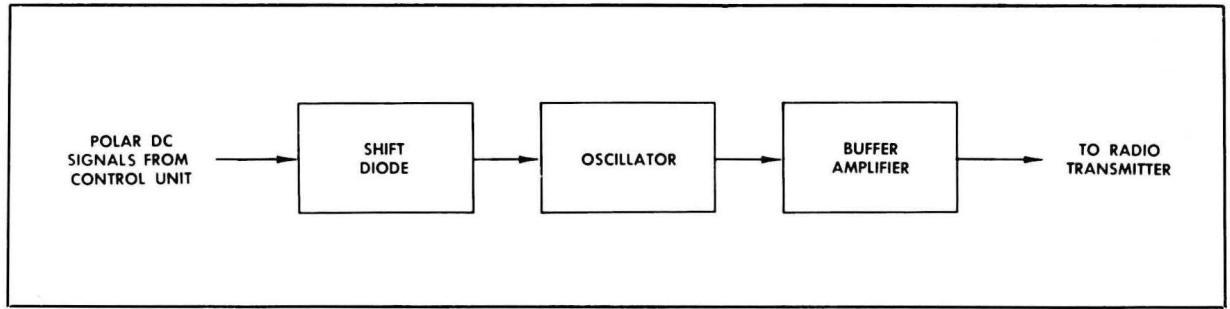 POLAR DC
SIGNALS FROM
CONTROL UNIT
SHIFT
DIODE
OSCILLATOR
BUFFER
AMPLIFIER
TO RADIO
TRANSMITTER